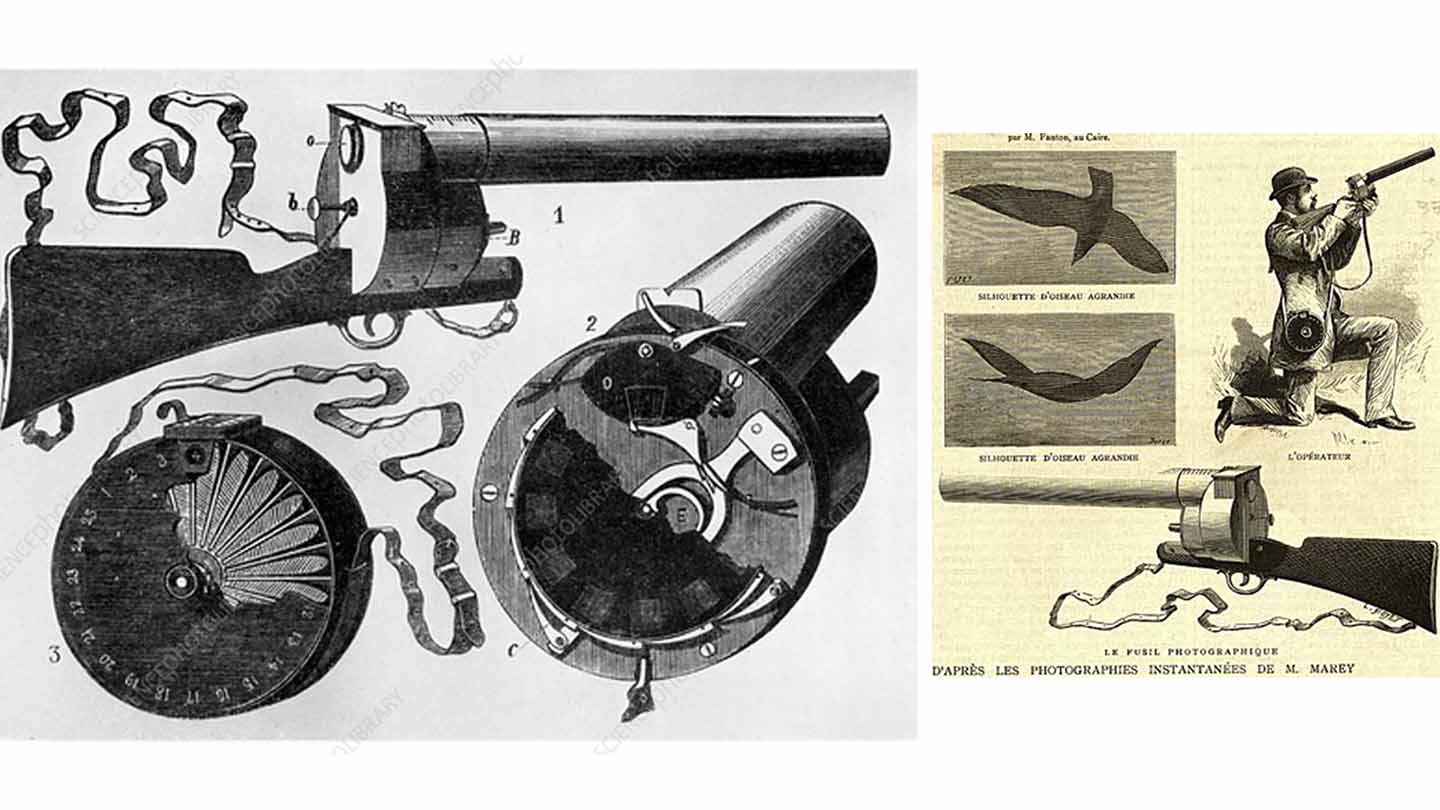 o
b
B
1
2
O
E
c
3
1
2
3
25
24
23
22
21
20
19
18
17
16
15
14
13
12
SCIENCEPHOTOLIBRARY
par M. Fanton, au Caire.
SILHOUETTE D'OISEAU AGRANDIE
SILHOUETTE D'OISEAU AGRANDIE
L'OPÉRATEUR
LE FUSIL PHOTOGRAPHIQUE
D'APRÈS LES PHOTOGRAPHIES INSTANTANÉES DE M. MAREY